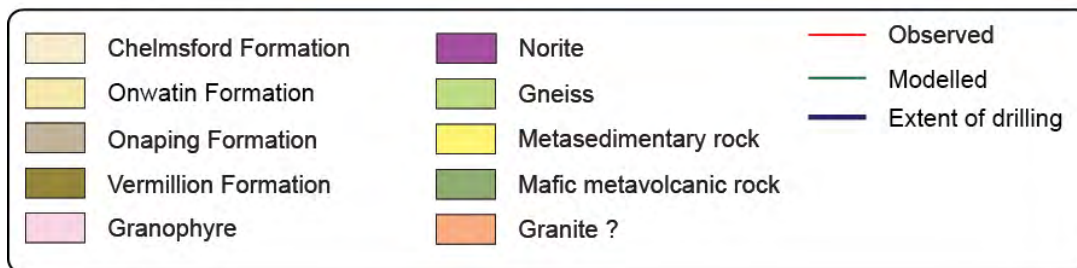 Chelmsford Formation
Onwatin Formation
Onaping Formation
Vermillion Formation
Granophyre
Norite
Gneiss
Metasedimentary rock
Mafic metavolcanic rock
Granite ?
Observed
Modelled
Extent of drilling